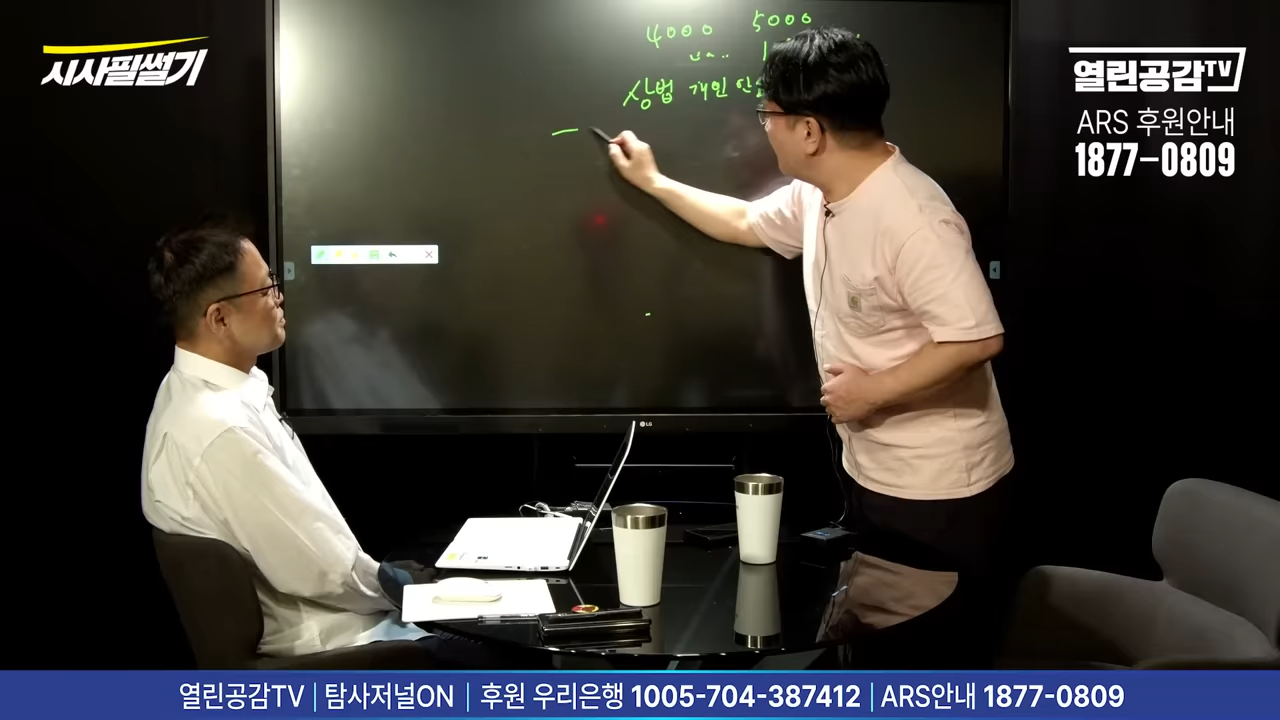 시사필썰기
4000 5000
상법 개인
열린공감TV
ARS 후원안내
1877-0809
LG
열린공감TV | 탐사저널ON | 후원 우리은행 1005-704-387412 | ARS안내 1877-0809